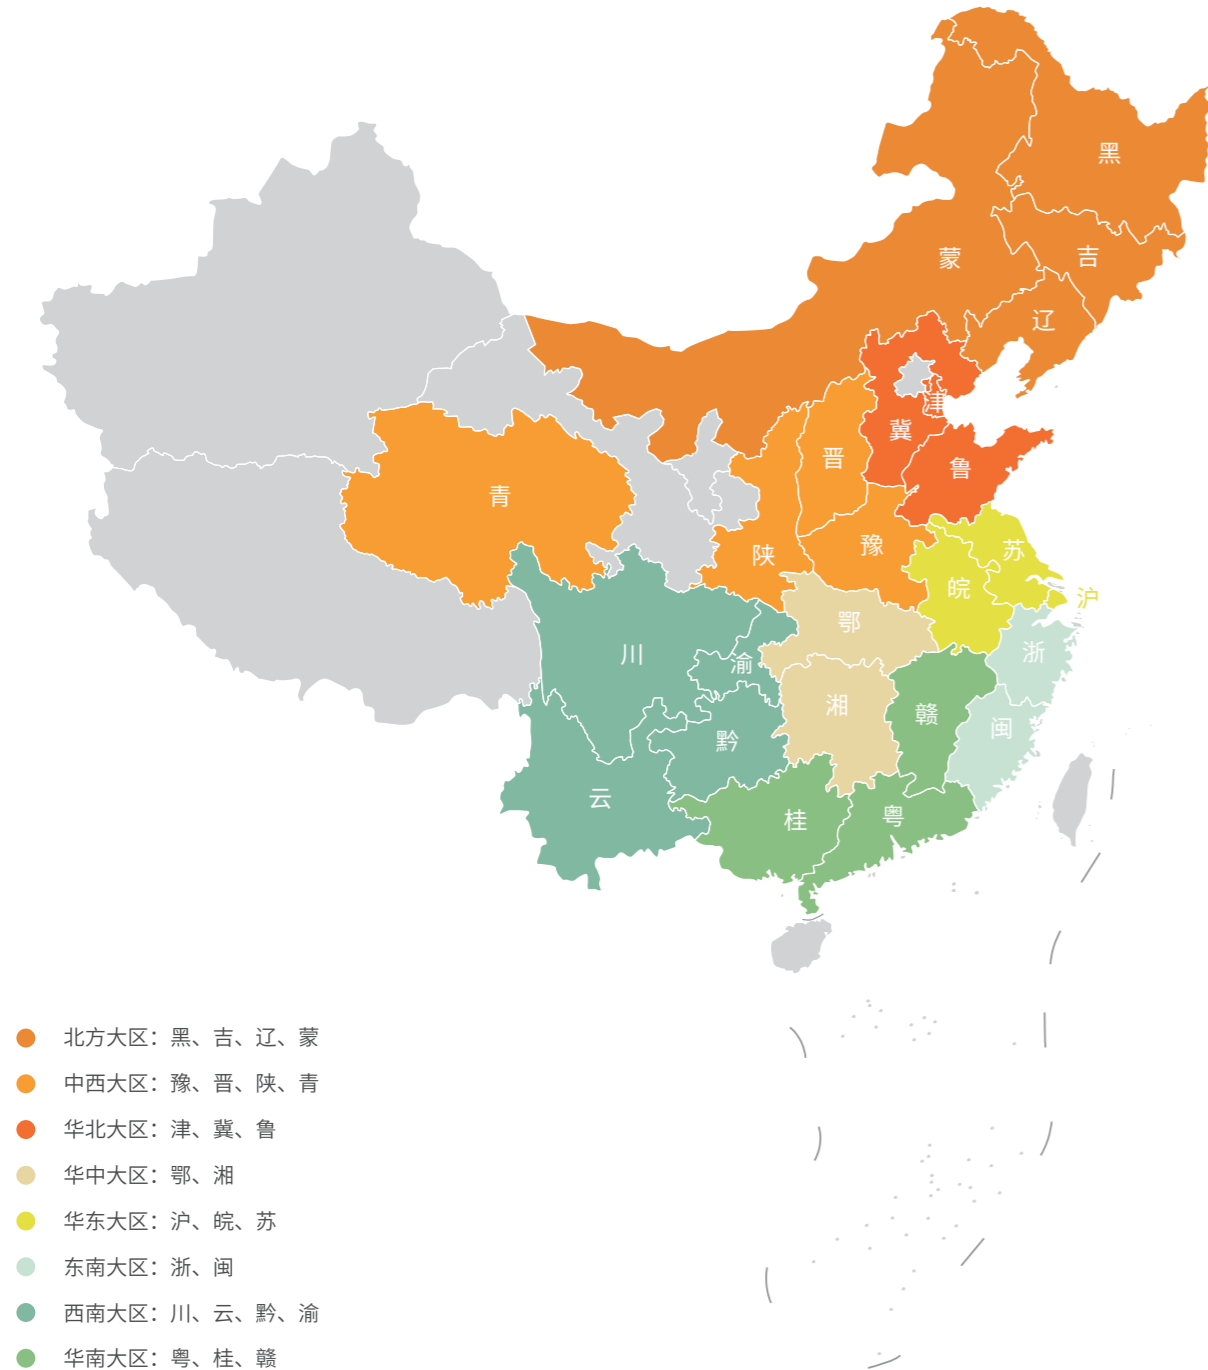 黑
蒙
吉
辽
津
冀
晋
鲁
青
豫
陕
苏
皖
沪
鄂
川
浙
渝
湘
赣
闽
黔
云
桂
粤
北方大区：黑、吉、辽、蒙
中西大区：豫、晋、陕、青
华北大区：津、冀、鲁
华中大区：鄂、湘
华东大区：沪、皖、苏
东南大区：浙、闽
西南大区：川、云、黔、渝
华南大区：粤、桂、赣